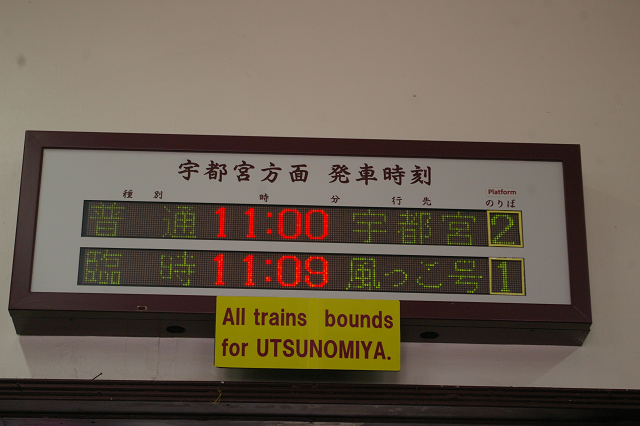 宇都宮方面 発車時刻
種別 時 分 行先 Platform のりば
普通 11:00 宇都宮 2
臨時 11:09 風っこ号 1
All trains bounds
for UTSUNOMIYA.